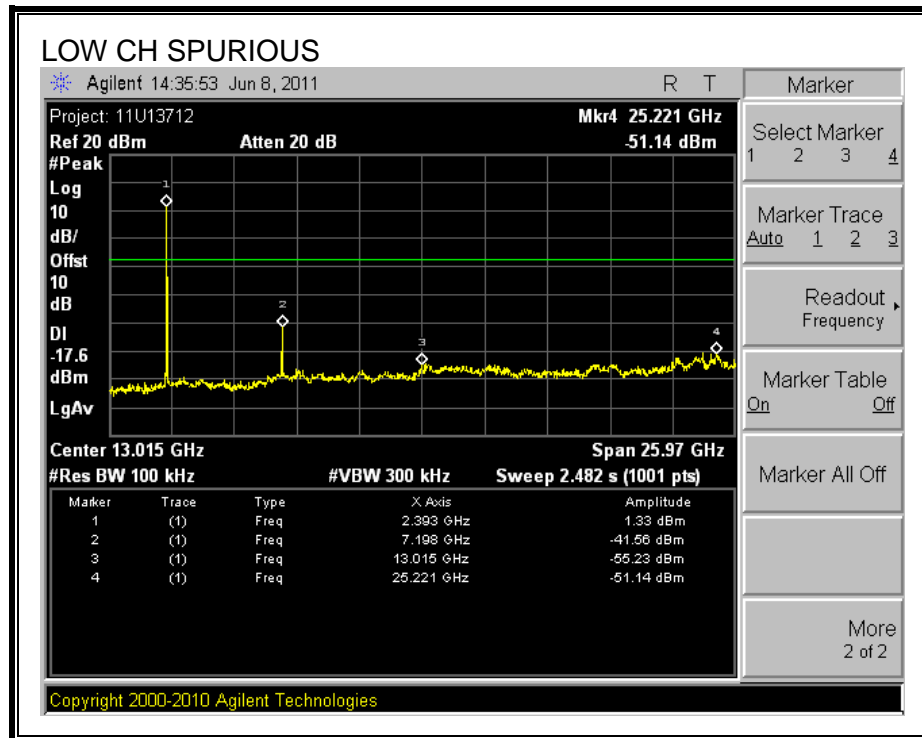 LOW CH SPURIOUS
Agilent 14:35:53 Jun 8, 2011 R T
Project: 11U13712 Mkr4 25.221 GHz
Ref 20 dBm Atten 20 dB -51.14 dBm
#Peak
Log
10
dB/
Offst
10
dB
DI
-17.6
dBm
LgAv
1
2
3
4
Center 13.015 GHz Span 25.97 GHz
#Res BW 100 kHz #VBW 300 kHz Sweep 2.482 s (1001 pts)
Marker Trace Type X Axis Amplitude
1 (1) Freq 2.393 GHz 1.33 dBm
2 (1) Freq 7.198 GHz -41.56 dBm
3 (1) Freq 13.015 GHz -55.23 dBm
4 (1) Freq 25.221 GHz -51.14 dBm
Marker
Select Marker
1 2 3 4
Marker Trace
Auto 1 2 3
Readout
Frequency
Marker Table
On Off
Marker All Off
More
2 of 2
Copyright 2000-2010 Agilent Technologies